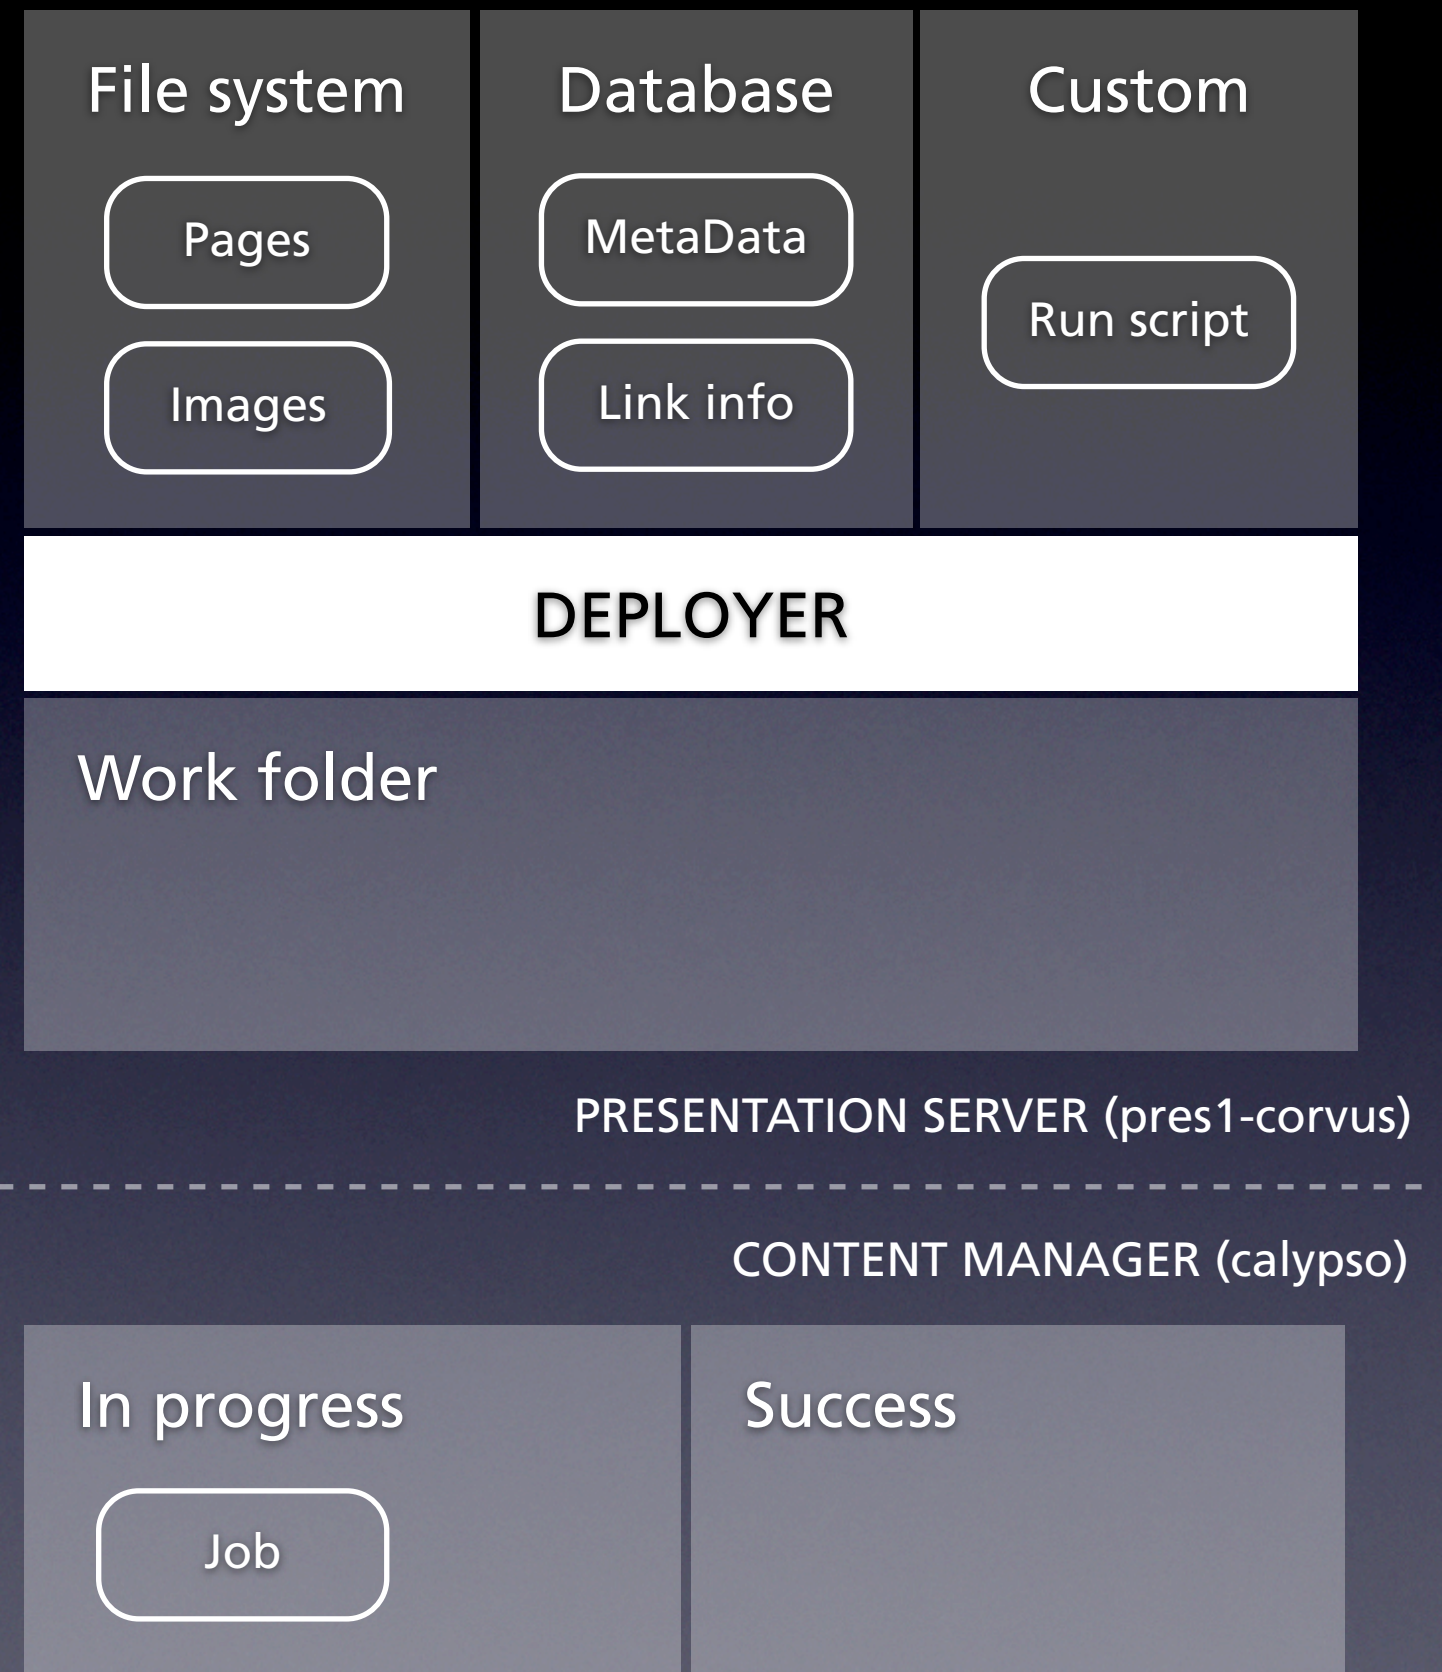 File system
Database
Custom
Pages
MetaData
Run script
Images
Link info
DEPLOYER
Work folder
PRESENTATION SERVER (pres1-corvus)
CONTENT MANAGER (calypso)
In progress
Success
Job